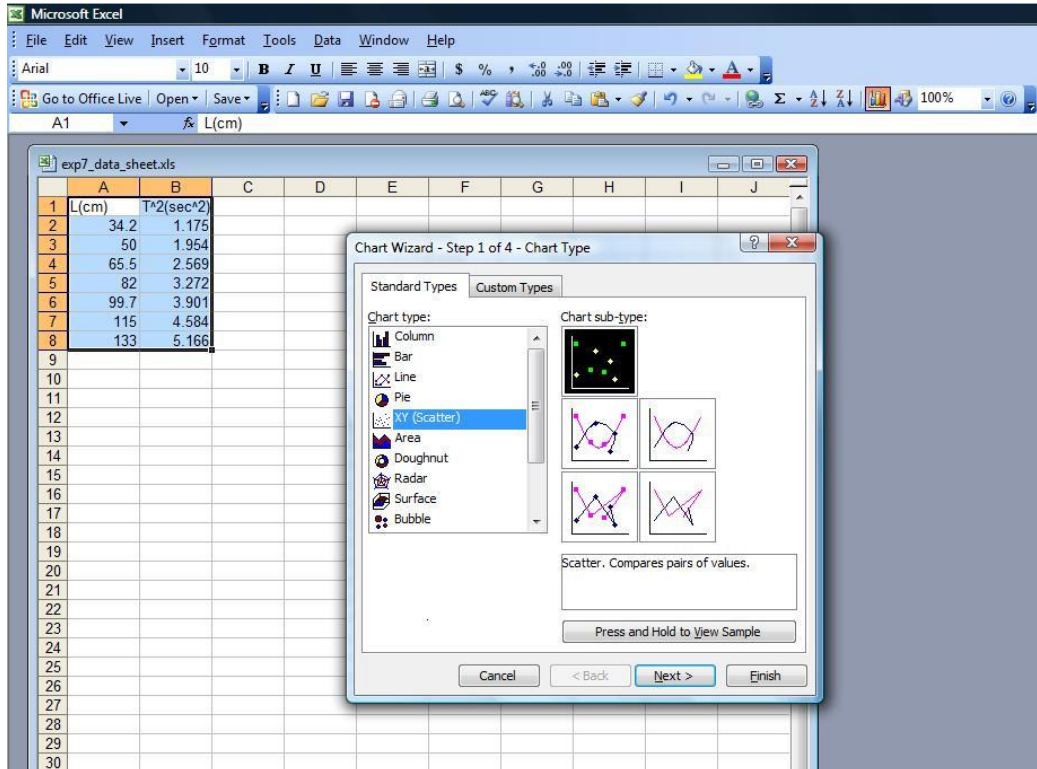 Microsoft Excel
File Edit View Insert Format Tools Data Window Help
Arial 10 B I U $ % , .00 .00 A
Go to Office Live Open Save ABC Σ A Z Z A 100%
A1 fx L(cm)
exp7_data_sheet.xls
A B C D E F G H I J
1 L(cm) T^2(sec^2)
2 34.2 1.175
3 50 1.954
4 65.5 2.569
5 82 3.272
6 99.7 3.901
7 115 4.584
8 133 5.166
9
10
11
12
13
14
15
16
17
18
19
20
21
22
23
24
25
26
27
28
29
30
Chart Wizard - Step 1 of 4 - Chart Type
Standard Types Custom Types
Chart type:
Column
Bar
Line
Pie
XY (Scatter)
Area
Doughnut
Radar
Surface
Bubble
Chart sub-type:
Scatter. Compares pairs of values.
Press and Hold to View Sample
Cancel < Back Next > Finish